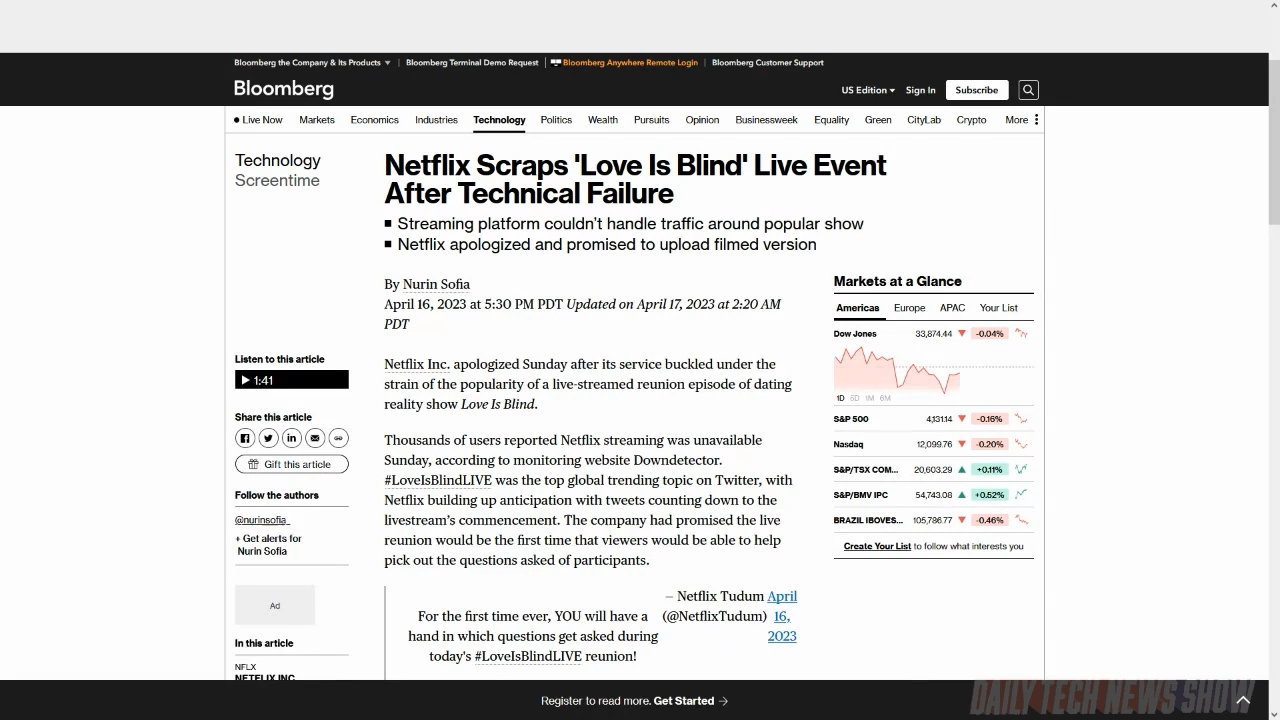 Bloomberg the Company & Its Products ▼ | Bloomberg Terminal Demo Request | Bloomberg Anywhere Remote Login | Bloomberg Customer Support
Bloomberg
US Edition ▾ Sign In Subscribe
Live Now Markets Economics Industries Technology Politics Wealth Pursuits Opinion Businessweek Equality Green CityLab Crypto More
Technology
Screentime
Netflix Scraps 'Love Is Blind' Live Event
After Technical Failure
■ Streaming platform couldn't handle traffic around popular show
■ Netflix apologized and promised to upload filmed version
By Nurin Sofia
April 16, 2023 at 5:30 PM PDT Updated on April 17, 2023 at 2:20 AM
PDT
Listen to this article
1:41
Share this article
Gift this article
Follow the authors
@nurinsofia_
+ Get alerts for
Nurin Sofia
Ad
In this article
NFLX
NETFLIX INC
Netflix Inc. apologized Sunday after its service buckled under the
strain of the popularity of a live-streamed reunion episode of dating
reality show Love Is Blind.
Thousands of users reported Netflix streaming was unavailable
Sunday, according to monitoring website Downdetector.
#LoveIsBlindLIVE was the top global trending topic on Twitter, with
Netflix building up anticipation with tweets counting down to the
livestream's commencement. The company had promised the live
reunion would be the first time that viewers would be able to help
pick out the questions asked of participants.
For the first time ever, YOU will have a
hand in which questions get asked during
today's #LoveIsBlindLIVE reunion!
— Netflix Tudum April
(@NetflixTudum) 16,
2023
Markets at a Glance
Americas Europe APAC Your List
Dow Jones 33,874.44 ▼ -0.04%
1D 5D 1M 6M
S&P 500 4,131.14 ▼ -0.16%
Nasdaq 12,099.76 ▼ -0.20%
S&P/TSX COM... 20,603.29 ▲ +0.11%
S&P/BMV IPC 54,743.08 ▲ +0.52%
BRAZIL IBOVES... 105,786.77 ▼ -0.46%
Create Your List to follow what interests you
Register to read more. Get Started →
DAILY TECH NEWS SHOW